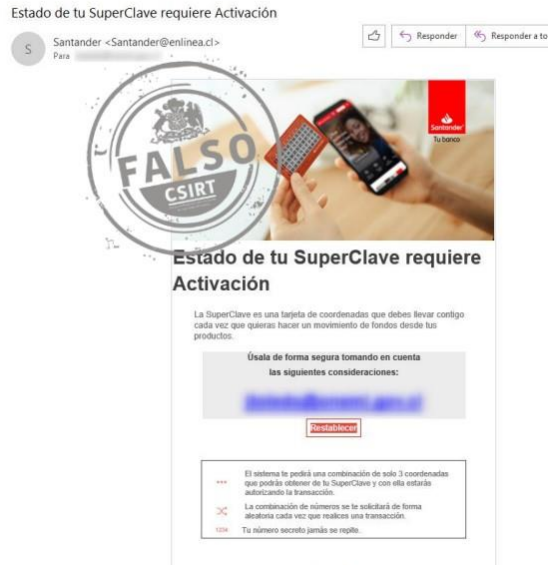 Estado de tu SuperClave requiere Activación
Responder
Responder a to
S
Santander <Santander@enlinea.cl>
Para
Santander
Tu banco
FALSO
CSIRT
Estado de tu SuperClave requiere
Activación
La SuperClave es una tarjeta de coordenadas que debes llevar contigo
cada vez que quieras hacer un movimiento de fondos desde tus
productos.
Úsala de forma segura tomando en cuenta
las siguientes consideraciones:
Restablecer
El sistema te pedirá una combinación de solo 3 coordenadas
que podrás obtener de tu SuperClave y con ella estarás
autorizando la transacción.
La combinación de números se te solicitará de forma
aleatoria cada vez que realices una transacción.
1234 Tu número secreto jamás se repite.